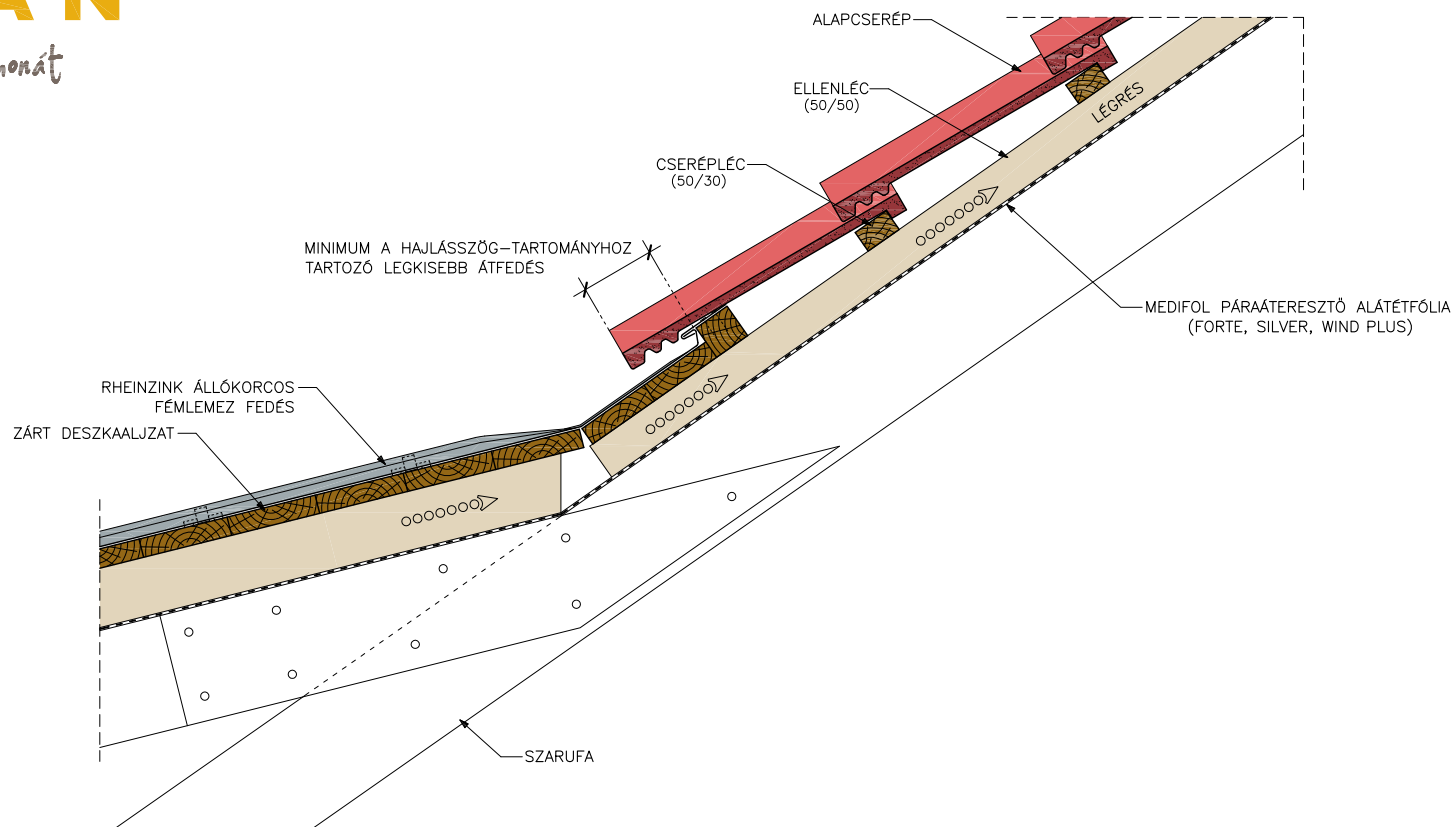 AN
ALAPCSERÉP
ELLENLÉC
(50/50)
LÉGRÉS
CSERÉPLÉC
(50/30)
MINIMUM A HAJLÁSSZÖG-TARTOMÁNYHOZ
TARTOZÓ LEGKISEBB ÁTFEDÉS
MEDIFOL PÁRAÁTERESZTŐ ALÁTÉTFÓLIA
(FORTE, SILVER, WIND PLUS)
RHEINZINK ÁLLÓKORCOS
FÉMLEMEZ FEDÉS
ZÁRT DESZKAALJZAT
SZARUFA